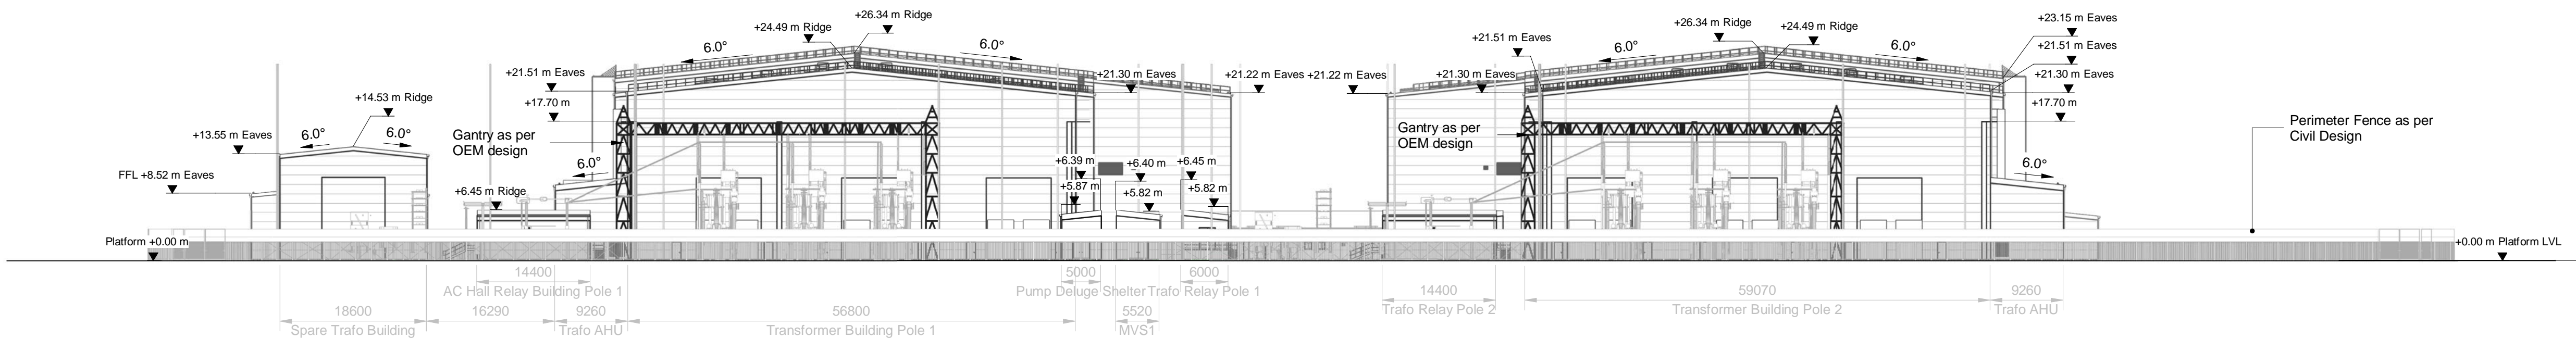 +26.34 m Ridge
+24.49 m Ridge
6.0°
6.0°
+21.51 m Eaves
+21.30 m Eaves
+21.22 m Eaves
+17.70 m
+14.53 m Ridge
+13.55 m Eaves
6.0°
6.0°
Gantry as per
OEM design
6.0°
FFL +8.52 m Eaves
+6.45 m Ridge
+6.39 m
+5.87 m
+6.40 m
+5.82 m
+6.45 m
+5.82 m
Platform +0.00 m
+26.34 m Ridge
+24.49 m Ridge
+23.15 m Eaves
+21.51 m Eaves
6.0°
6.0°
+21.51 m Eaves
+21.22 m Eaves
+21.30 m Eaves
+21.30 m Eaves
+17.70 m
Gantry as per
OEM design
6.0°
Perimeter Fence as per
Civil Design
+0.00 m Platform LVL
14400
AC Hall Relay Building Pole 1
5000
Pump Deluge Shelter
6000
Trafo Relay Pole 1
18600
Spare Trafo Building
16290
9260
Trafo AHU
56800
Transformer Building Pole 1
5520
MVS1
14400
Trafo Relay Pole 2
59070
Transformer Building Pole 2
9260
Trafo AHU